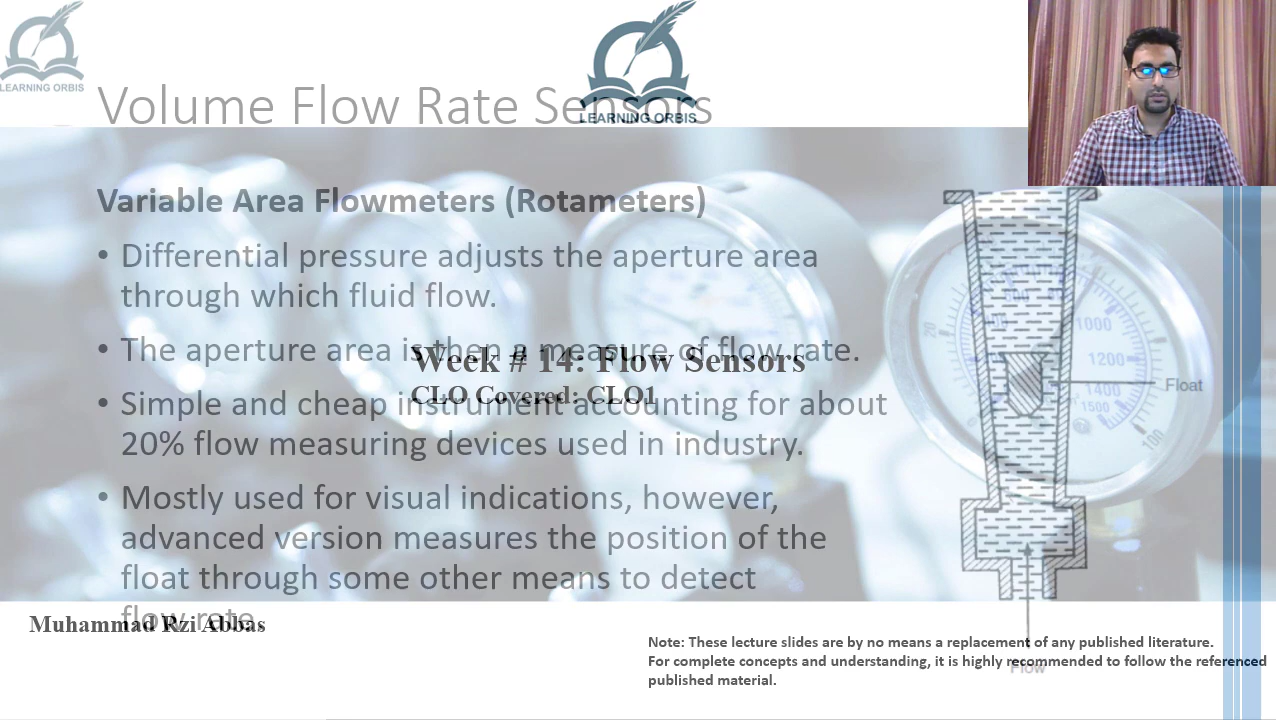 LEARNING ORBIS
LEARNING ORBIS
Volume Flow Rate Sensors
Variable Area Flowmeters (Rotameters)
• Differential pressure adjusts the aperture area
through which fluid flow.
• The aperture area is then a measure of flow rate.
Week # 14: Flow Sensors
CLO Covered: CLO1
• Simple and cheap instrument accounting for about
20% flow measuring devices used in industry.
• Mostly used for visual indications, however,
advanced version measures the position of the
float through some other means to detect
flow rate.
Float
Flow
20
1000
1200
1400
1500
100
Muhammad Rzi Abbas
Note: These lecture slides are by no means a replacement of any published literature.
For complete concepts and understanding, it is highly recommended to follow the referenced
published material.